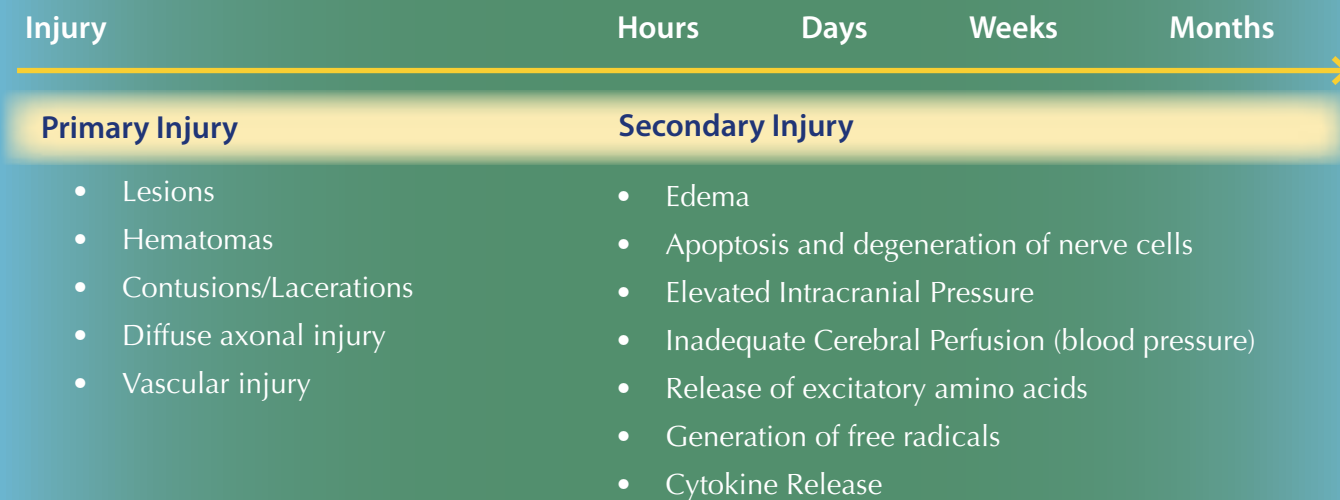 Injury Hours Days Weeks Months
Primary Injury
• Lesions
• Hematomas
• Contusions/Lacerations
• Diffuse axonal injury
• Vascular injury
Secondary Injury
• Edema
• Apoptosis and degeneration of nerve cells
• Elevated Intracranial Pressure
• Inadequate Cerebral Perfusion (blood pressure)
• Release of excitatory amino acids
• Generation of free radicals
• Cytokine Release